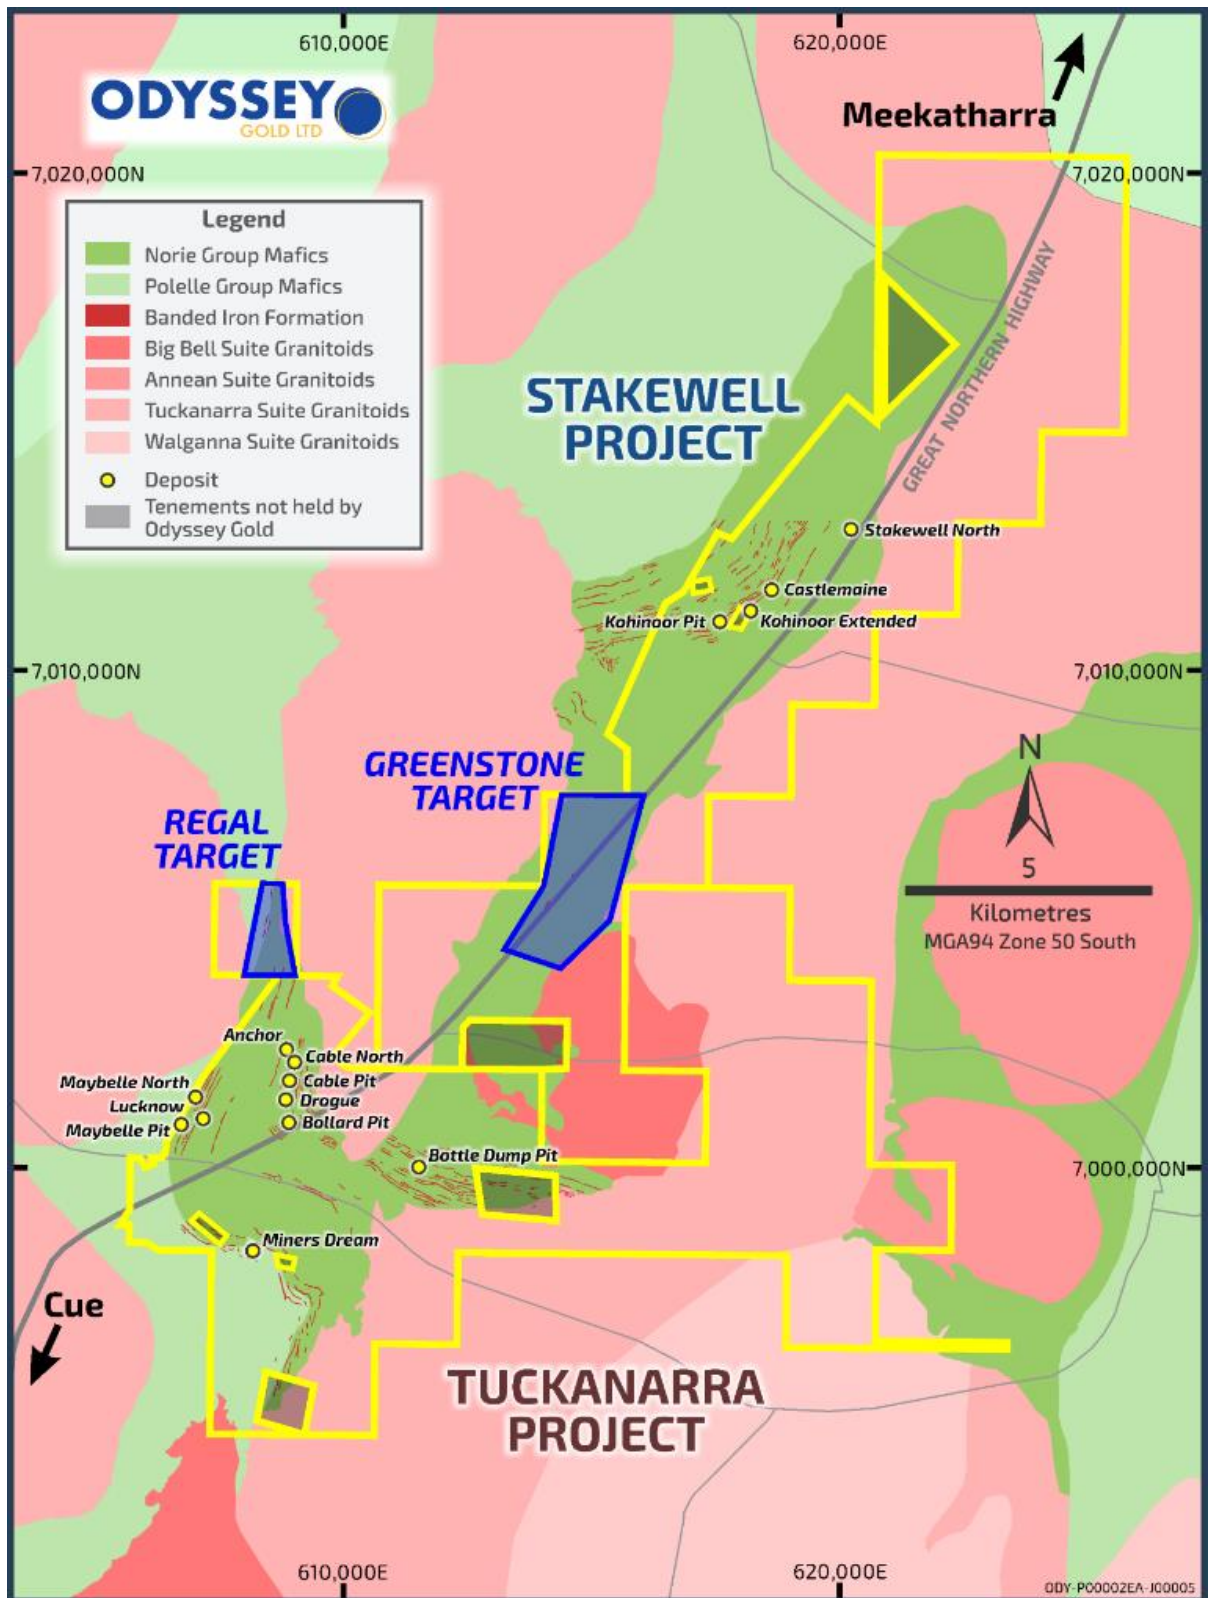 610,000E
620,000E
ODYSSEY
GOLD LTD
Meekatharra
7,020,000N
7,020,000N
Legend
Norie Group Mafics
Polelle Group Mafics
Banded Iron Formation
Big Bell Suite Granitoids
Annean Suite Granitoids
Tuckanarra Suite Granitoids
Walganna Suite Granitoids
Deposit
Tenements not held by
Odyssey Gold
GREAT NORTHERN HIGHWAY
STAKEWELL
PROJECT
Stakewell North
Castlemaine
Kohinoor Pit
Kohinoor Extended
7,010,000N
7,010,000N
GREENSTONE
TARGET
REGAL
TARGET
N
5
Kilometres
MGA94 Zone 50 South
Anchor
Cable North
Maybelle North
Cable Pit
Lucknow
Drogue
Maybelle Pit
Bollard Pit
Bottle Dump Pit
7,000,000N
Miners Dream
Cue
TUCKANARRA
PROJECT
610,000E
620,000E
ODY-P00002EA-J00005